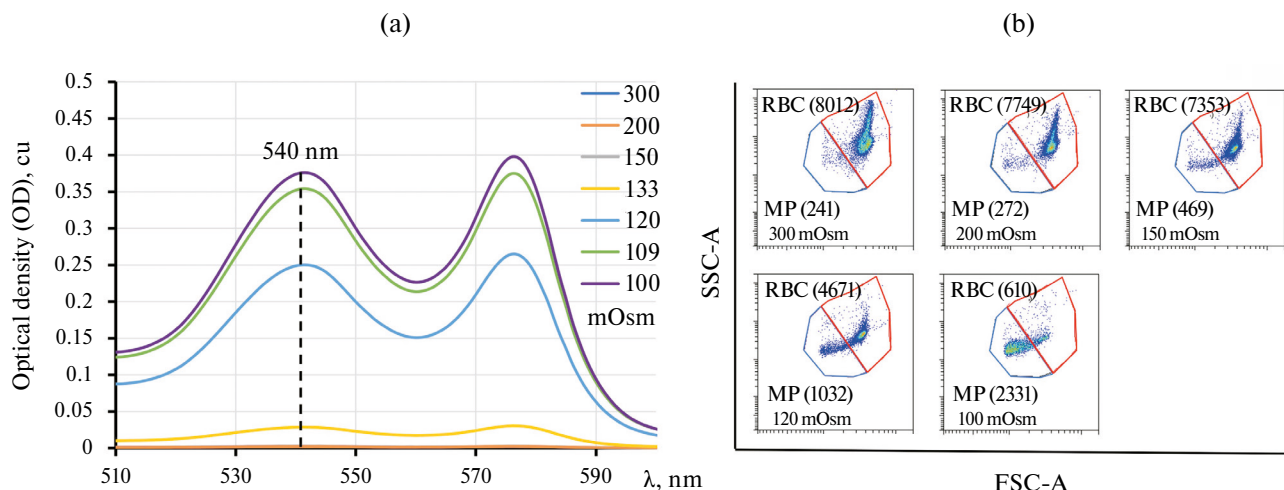 (a)
(b)
Optical density (OD), cu
0.5
0.45
0.4
0.35
0.3
0.25
0.2
0.15
0.1
0.05
0
510
530
550
570
590
λ, nm
540 nm
300
200
150
133
120
109
100
mOsm
SSC-A
RBC (8012)
MP (241)
300 mOsm
RBC (7749)
MP (272)
200 mOsm
RBC (7353)
MP (469)
150 mOsm
RBC (4671)
MP (1032)
120 mOsm
RBC (610)
MP (2331)
100 mOsm
FSC-A